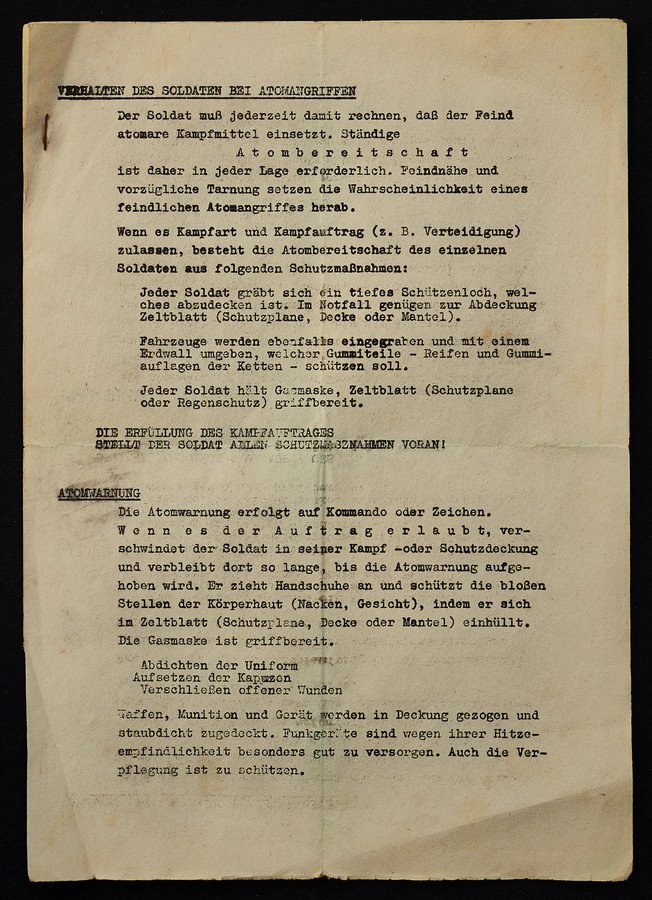 VERHALTEN DES SOLDATEN BEI ATOMANGRIFFEN
Der Soldat muß jederzeit damit rechnen, daß der Feind
atomare Kampfmittel einsetzt. Ständige
A t o m b e r e i t s c h a f t
ist daher in jeder Lage erforderlich. Feindnähe und
vorzügliche Tarnung setzen die Wahrscheinlichkeit eines
feindlichen Atomangriffes herab.
Wenn es Kampfart und Kampfauftrag (z. B. Verteidigung)
zulassen, besteht die Atombereitschaft des einzelnen
Soldaten aus folgenden Schutzmaßnahmen:
Jeder Soldat gräbt sich ein tiefes Schützenloch, wel-
ches abzudecken ist. Im Notfall genügen zur Abdeckung
Zeltblatt (Schutzplane, Decke oder Mantel).
Fahrzeuge werden ebenfalls eingegraben und mit einem
Erdwall umgeben, welcher Gummiteile - Reifen und Gummi-
auflagen der Ketten - schützen soll.
Jeder Soldat hält Gasmaske, Zeltblatt (Schutzplane
oder Regenschutz) griffbereit.
DIE ERFÜLLUNG DES KAMPFAUFTRAGES
STELLT DER SOLDAT ALLEN SCHUTZMASZNAHMEN VORAN!
ATOMWARNUNG
Die Atomwarnung erfolgt auf Kommando oder Zeichen.
W e n n e s d e r A u f t r a g e r l a u b t, ver-
schwindet der Soldat in seiner Kampf -oder Schutzdeckung
und verbleibt dort so lange, bis die Atomwarnung aufge-
hoben wird. Er zieht Handschuhe an und schützt die bloßen
Stellen der Körperhaut (Nacken, Gesicht), indem er sich
in Zeltblatt (Schutzplane, Decke oder Mantel) einhüllt.
Die Gasmaske ist griffbereit.
Abdichten der Uniform
Aufsetzen der Kapuzen
Verschließen offener Wunden
Waffen, Munition und Gerät werden in Deckung gezogen und
staubdicht zugedeckt. Funkgeräte sind wegen ihrer Hitze-
empfindlichkeit besonders gut zu versorgen. Auch die Ver-
pflegung ist zu schützen.